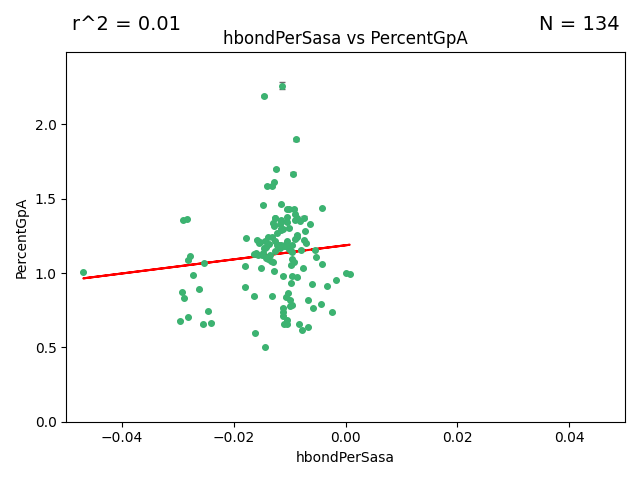 r^2 = 0.01
N = 134
hbondPerSasa vs PercentGpA
PercentGpA
2.0
1.5
1.0
0.5
0.0
−0.04
−0.02
0.00
0.02
0.04
hbondPerSasa